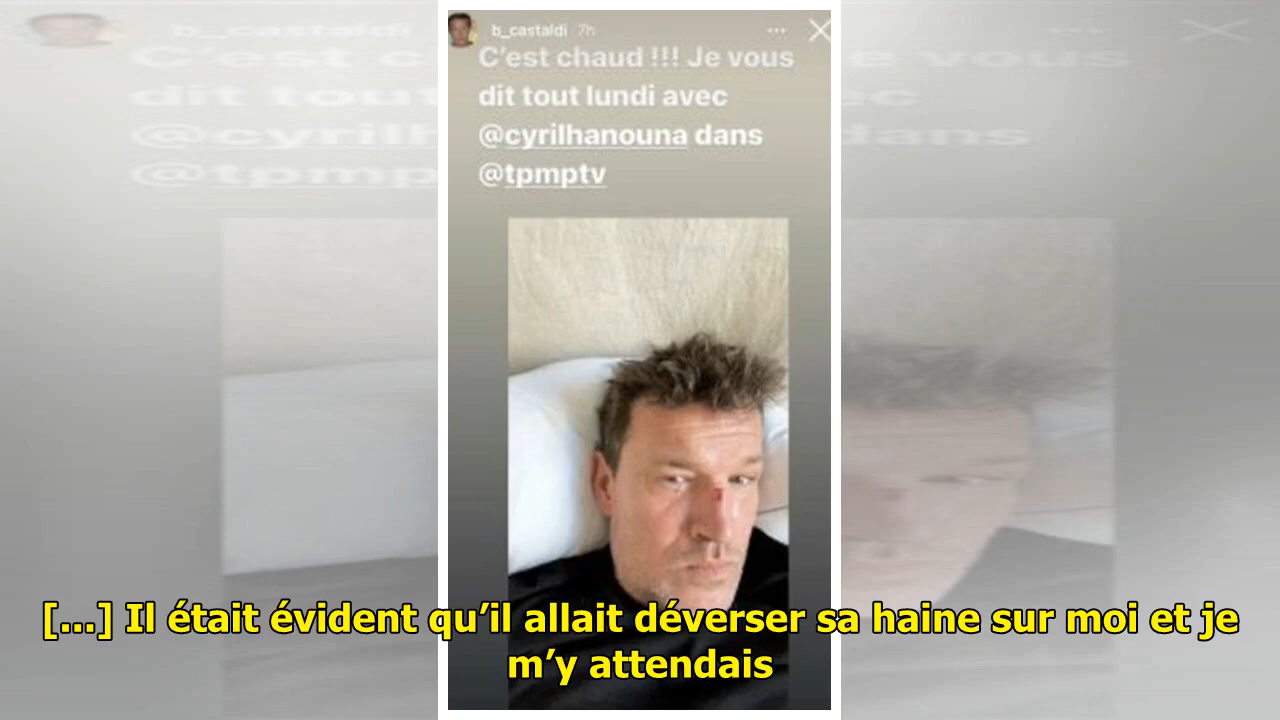 b_castaldi 7h
C'est chaud !!! Je vous
dit tout lundi avec
@cyrilhanouna dans
@tpmptv
[...] Il était évident qu’il allait déverser sa haine sur moi et je
m’y attendais